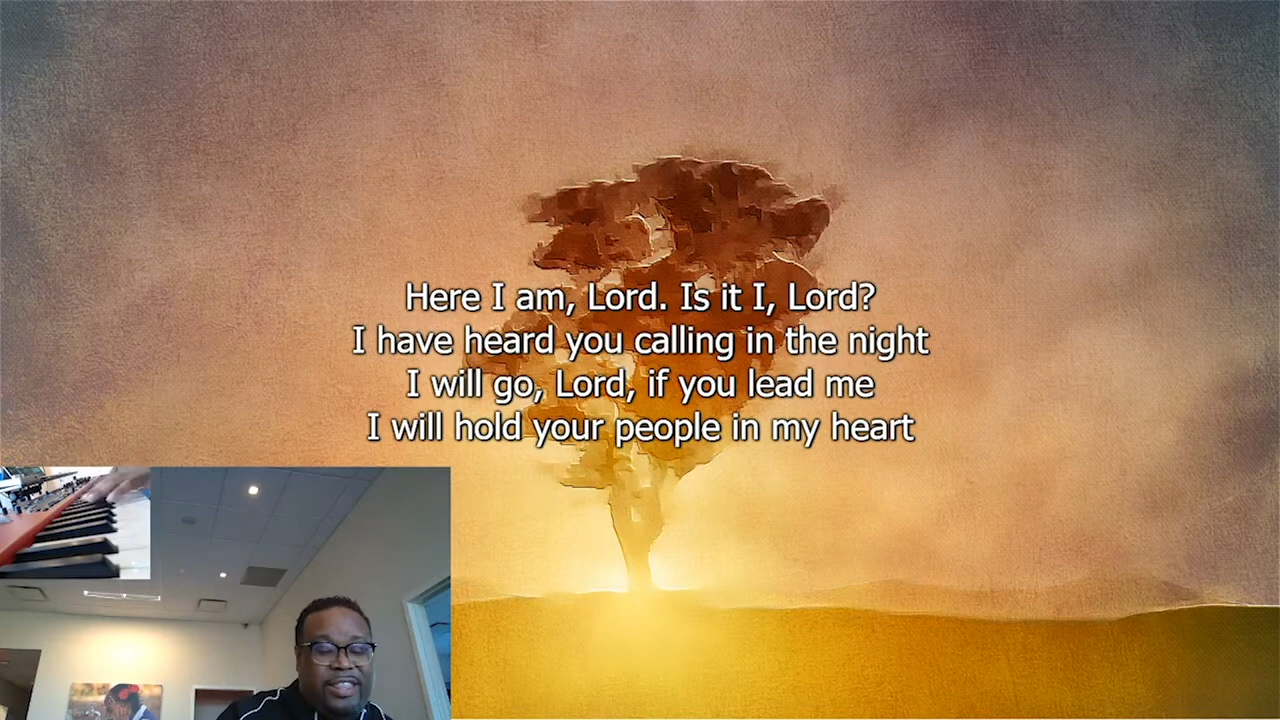 Here I am, Lord. Is it I, Lord?
I have heard you calling in the night
I will go, Lord, if you lead me
I will hold your people in my heart